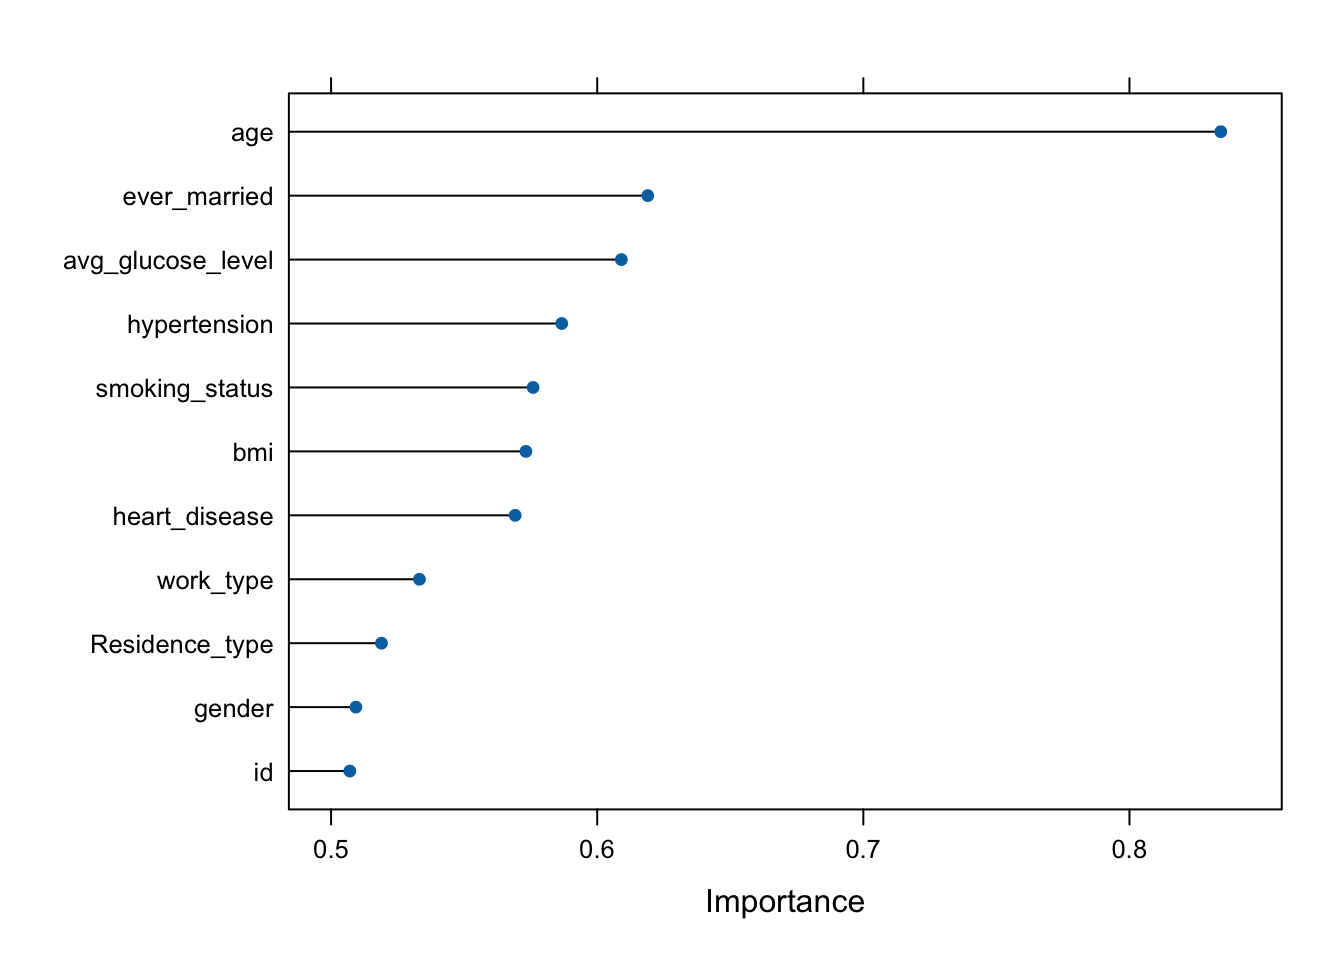 age
ever_married
avg_glucose_level
hypertension
smoking_status
bmi
heart_disease
work_type
Residence_type
gender
id
0.5 0.6 0.7 0.8
Importance